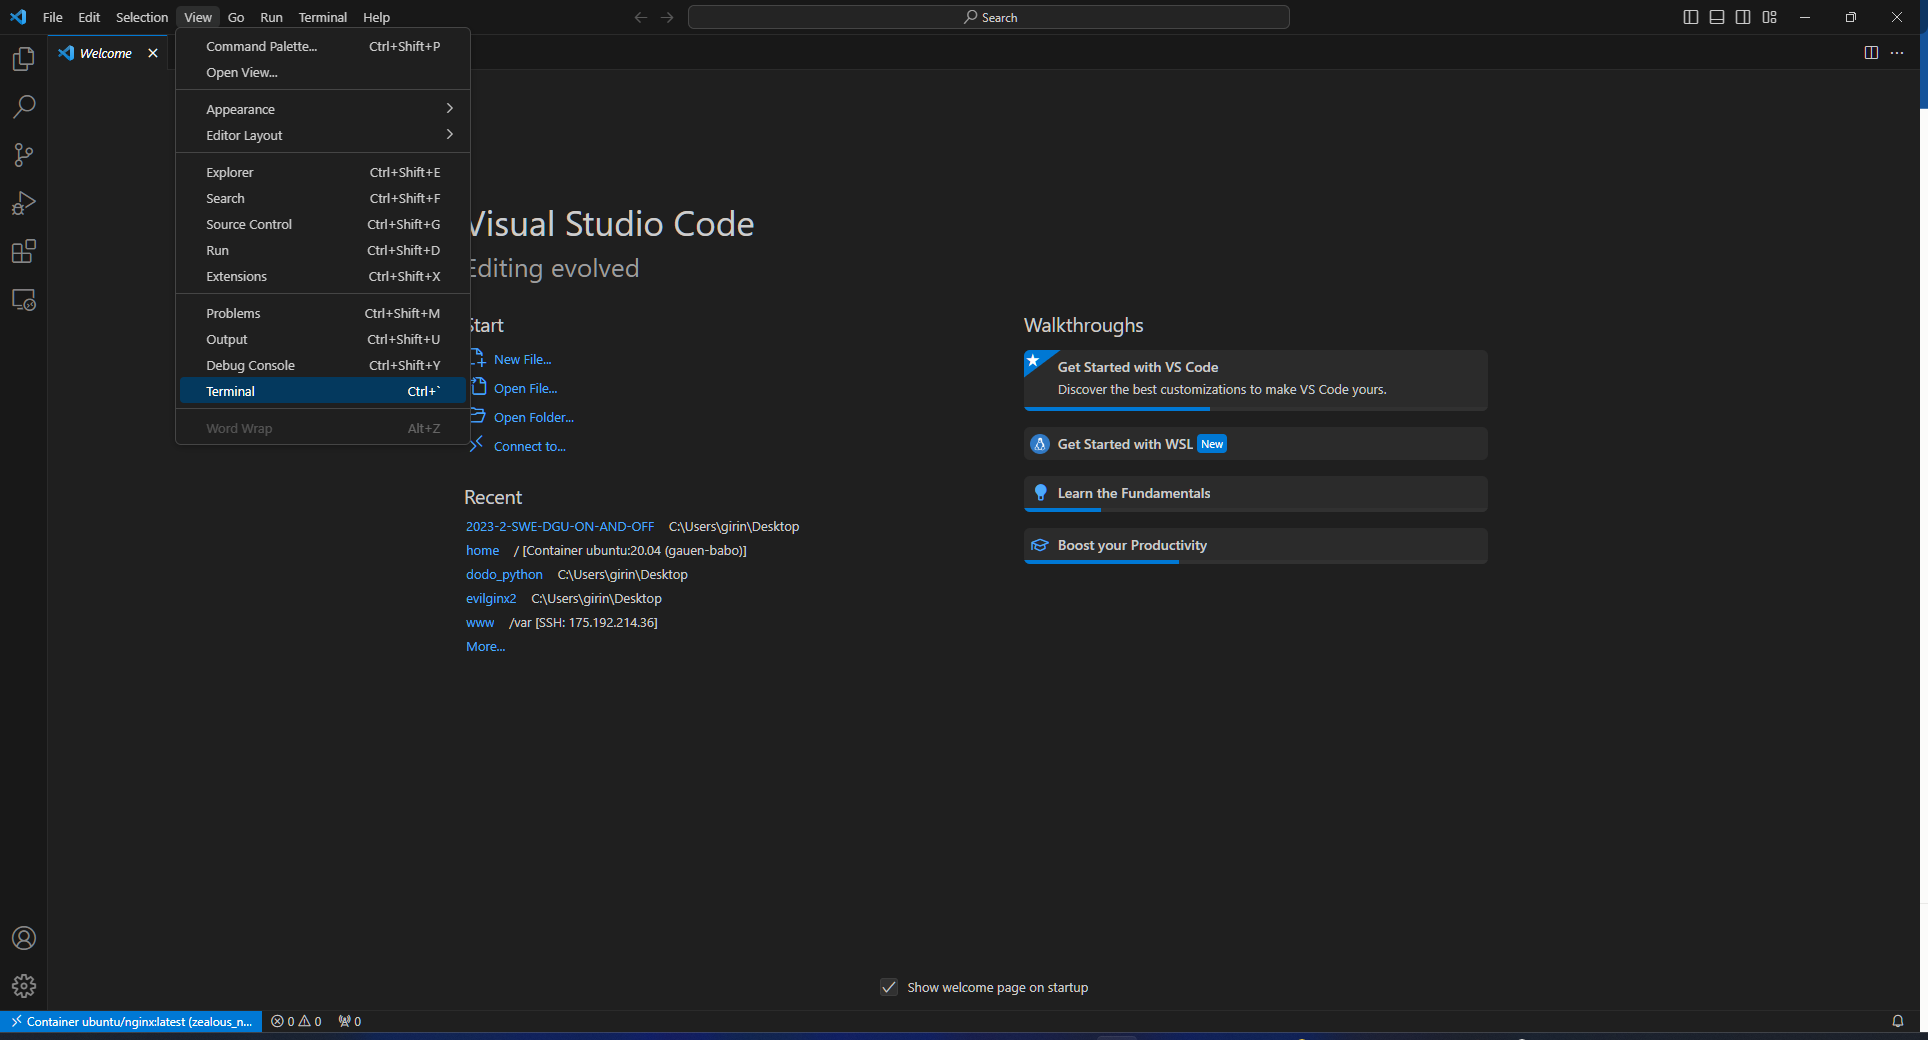 File Edit Selection View Go Run Terminal Help
Search
Welcome
Command Palette... Ctrl+Shift+P
Open View...
Appearance
Editor Layout
Explorer Ctrl+Shift+E
Search Ctrl+Shift+F
Source Control Ctrl+Shift+G
Run Ctrl+Shift+D
Extensions Ctrl+Shift+X
Problems Ctrl+Shift+M
Output Ctrl+Shift+U
Debug Console Ctrl+Shift+Y
Terminal Ctrl+`
Word Wrap Alt+Z
Visual Studio Code
Editing evolved
Start
New File...
Open File...
Open Folder...
Connect to...
Recent
2023-2-SWE-DGU-ON-AND-OFF C:\Users\girin\Desktop
home / [Container ubuntu:20.04 (gauen-babo)]
dodo_python C:\Users\girin\Desktop
evilginx2 C:\Users\girin\Desktop
www /var [SSH: 175.192.214.36]
More...
Walkthroughs
Get Started with VS Code
Discover the best customizations to make VS Code yours.
Get Started with WSL New
Learn the Fundamentals
Boost your Productivity
Show welcome page on startup
Container ubuntu/nginx:latest (zealous_n... 0 0 0